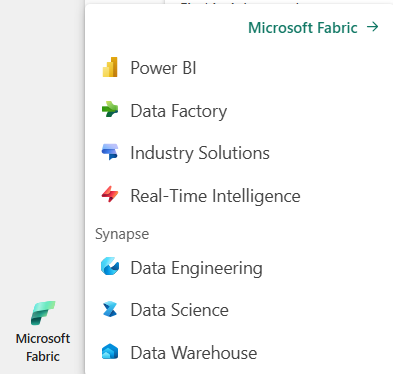 Microsoft Fabric →
Power BI
Data Factory
Industry Solutions
Real-Time Intelligence
Synapse
Data Engineering
Data Science
Data Warehouse
Microsoft
Fabric